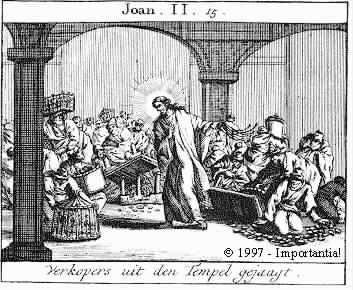 Joan. II. 15.
© 1997 - Importantia!
Verkopers uit den Tempel gejaagt.